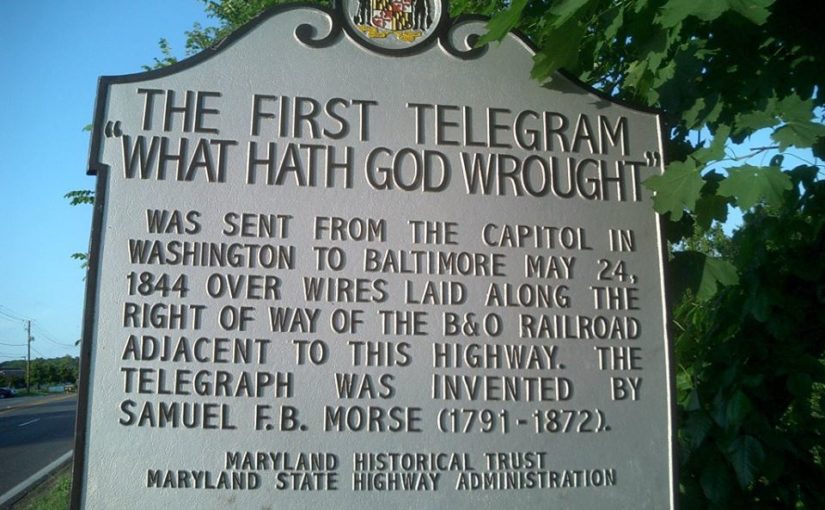 THE FIRST TELEGRAM
"WHAT HATH GOD WROUGHT"
WAS SENT FROM THE CAPITOL IN
WASHINGTON TO BALTIMORE MAY 24,
1844 OVER WIRES LAID ALONG THE
RIGHT OF WAY OF THE B&O RAILROAD
ADJACENT TO THIS HIGHWAY. THE
TELEGRAPH WAS INVENTED BY
SAMUEL F.B. MORSE (1791-1872).
MARYLAND HISTORICAL TRUST
MARYLAND STATE HIGHWAY ADMINISTRATION